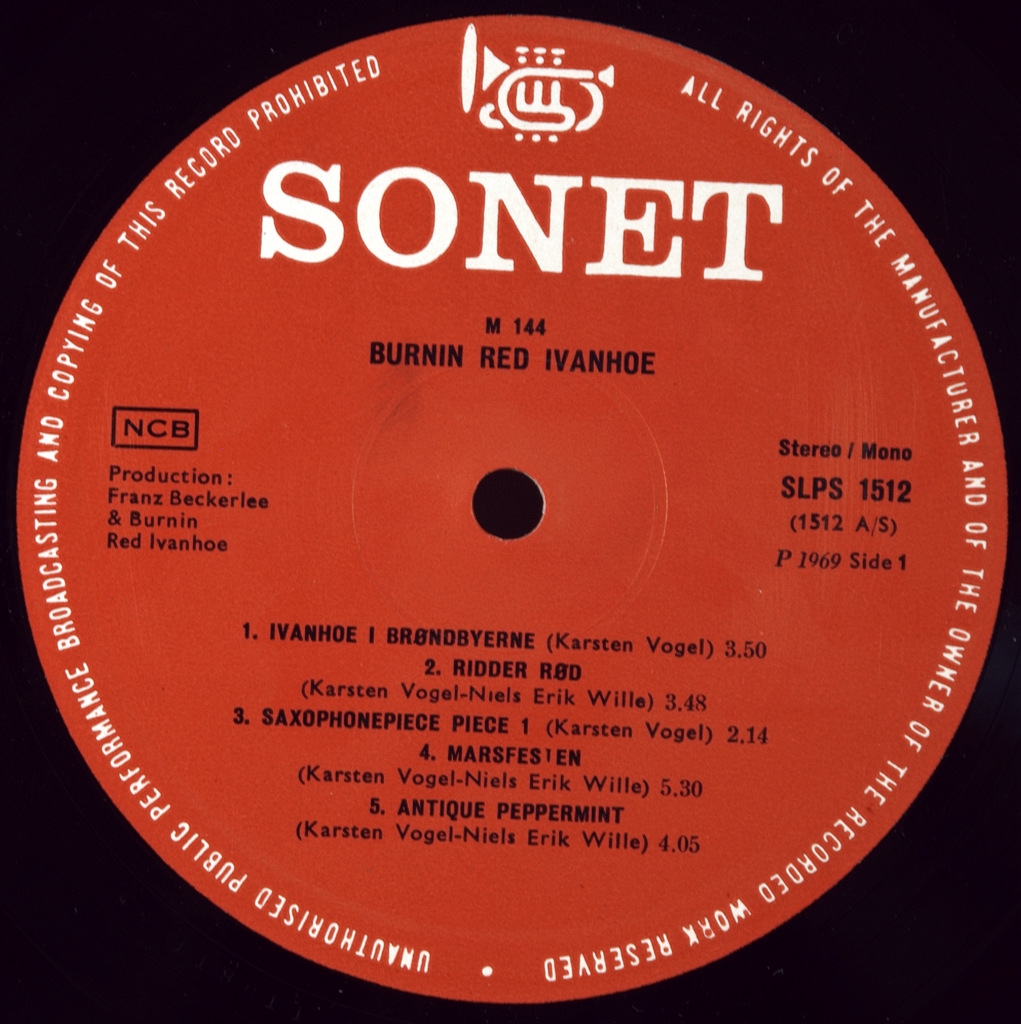 ALL RIGHTS OF THE MANUFACTURER AND OF THE OWNER OF THE RECORDED WORK RESERVED
UNAUTHORISED PUBLIC PERFORMANCE BROADCASTING AND COPYING OF THIS RECORD PROHIBITED
SONET
M 144
BURNIN RED IVANHOE
NCB
Production:
Franz Beckerlee
& Burnin
Red Ivanhoe
Stereo / Mono
SLPS 1512
(1512 A/S)
P 1969 Side 1
1. IVANHOE I BRØNDBYERNE (Karsten Vogel) 3.50
2. RIDDER RØD
(Karsten Vogel-Niels Erik Wille) 3.48
3. SAXOPHONEPIECE PIECE 1 (Karsten Vogel) 2.14
4. MARSFESTEN
(Karsten Vogel-Niels Erik Wille) 5.30
5. ANTIQUE PEPPERMINT
(Karsten Vogel-Niels Erik Wille) 4.05